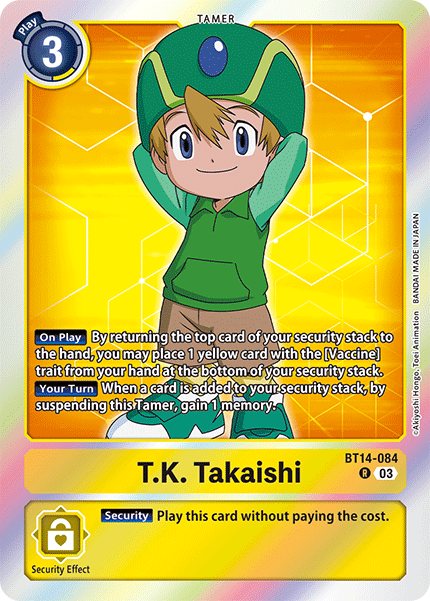 TAMER
Play
3
On Play By returning the top card of your security stack to
the hand, you may place 1 yellow card with the [Vaccine]
trait from your hand at the bottom of your security stack.
Your Turn When a card is added to your security stack, by
suspending this Tamer, gain 1 memory.
©Akiyoshi Hongo, Toei Animation BANDAI MADE IN JAPAN
BT14-084
T.K. Takaishi
R 03
Security Play this card without paying the cost.
Security Effect